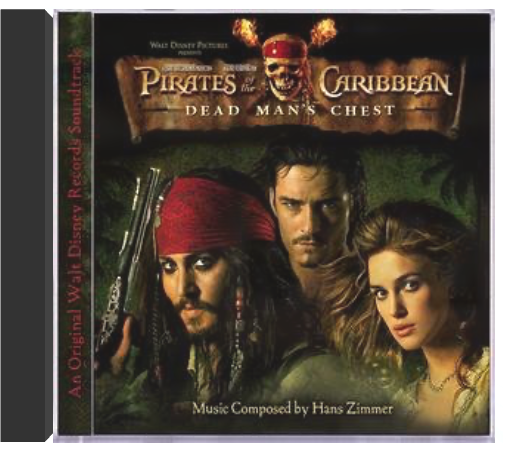 WALT DISNEY PICTURES
PRESENTS
PIRATES of the CARIBBEAN
DEAD MAN'S CHEST
Music Composed by Hans Zimmer
An Original Walt Disney Records Soundtrack